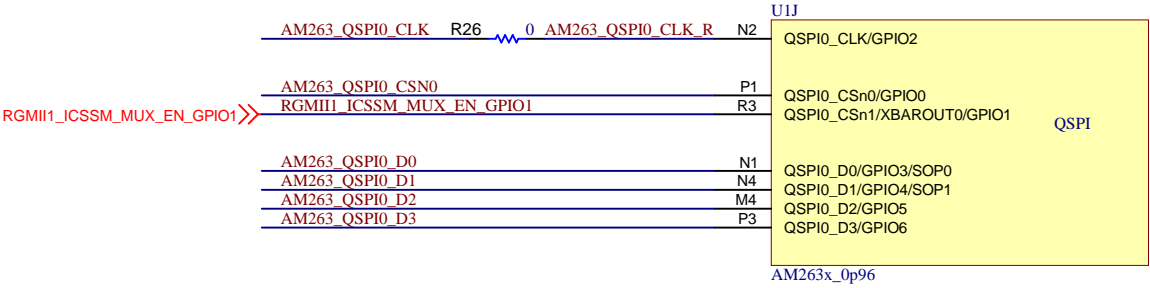 U1J
AM263_QSPI0_CLK R26 0 AM263_QSPI0_CLK_R N2 QSPI0_CLK/GPIO2
AM263_QSPI0_CSN0 P1 QSPI0_CSn0/GPIO0
RGMII1_ICSSM_MUX_EN_GPIO1 RGMII1_ICSSM_MUX_EN_GPIO1 R3 QSPI0_CSn1/XBAROUT0/GPIO1
QSPI
AM263_QSPI0_D0 N1 QSPI0_D0/GPIO3/SOP0
AM263_QSPI0_D1 N4 QSPI0_D1/GPIO4/SOP1
AM263_QSPI0_D2 M4 QSPI0_D2/GPIO5
AM263_QSPI0_D3 P3 QSPI0_D3/GPIO6
AM263x_0p96